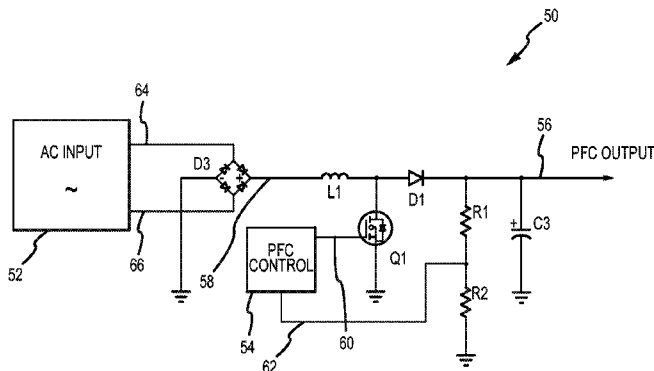 50
64
56
AC INPUT
~
D3
PFC OUTPUT
L1
D1
R1
C3
+
-
+
52
66
58
PFC
CONTROL
Q1
R2
54
62
60